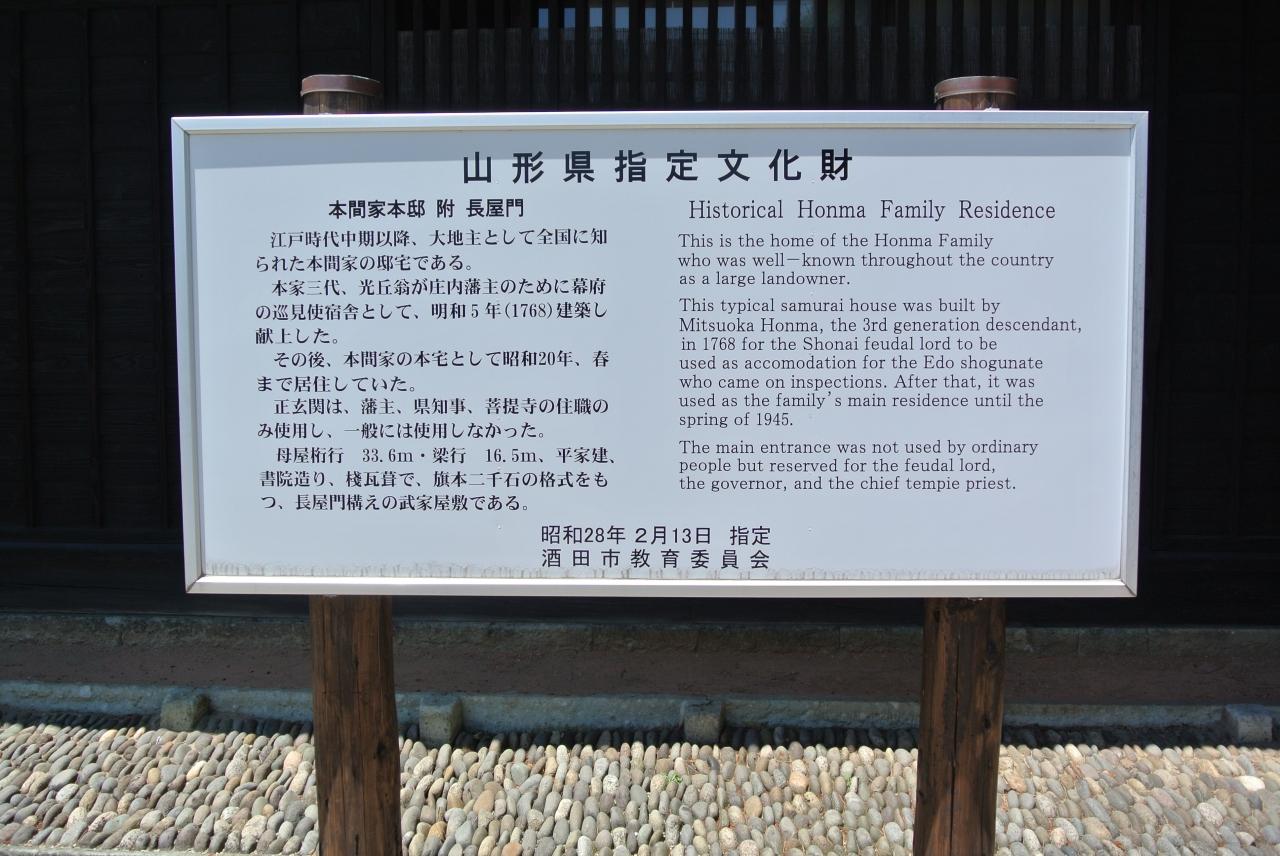 山形県指定文化財
本間家本邸 附 長屋門
江戸時代中期以降、大地主として全国に知
られた本間家の邸宅である。
本家三代、光丘翁が庄内藩主のために幕府
の巡見使宿舎として、明和5年(1768)建築し
献上した。
その後、本間家の本宅として昭和20年、春
まで居住していた。
正玄関は、藩主、県知事、菩提寺の住職の
み使用し、一般には使用しなかった。
母屋桁行 33.6m・梁行 16.5m、平家建、
書院造り、棧瓦葺で、旗本二千石の格式をも
つ、長屋門構えの武家屋敷である。
Historical Honma Family Residence
This is the home of the Honma Family
who was well-known throughout the country
as a large landowner.
This typical samurai house was built by
Mitsuoka Honma, the 3rd generation descendant,
in 1768 for the Shonai feudal lord to be
used as accomodation for the Edo shogunate
who came on inspections. After that, it was
used as the family's main residence until the
spring of 1945.
The main entrance was not used by ordinary
people but reserved for the feudal lord,
the governor, and the chief tempie priest.
昭和28年 2月13日 指定
酒田市教育委員会